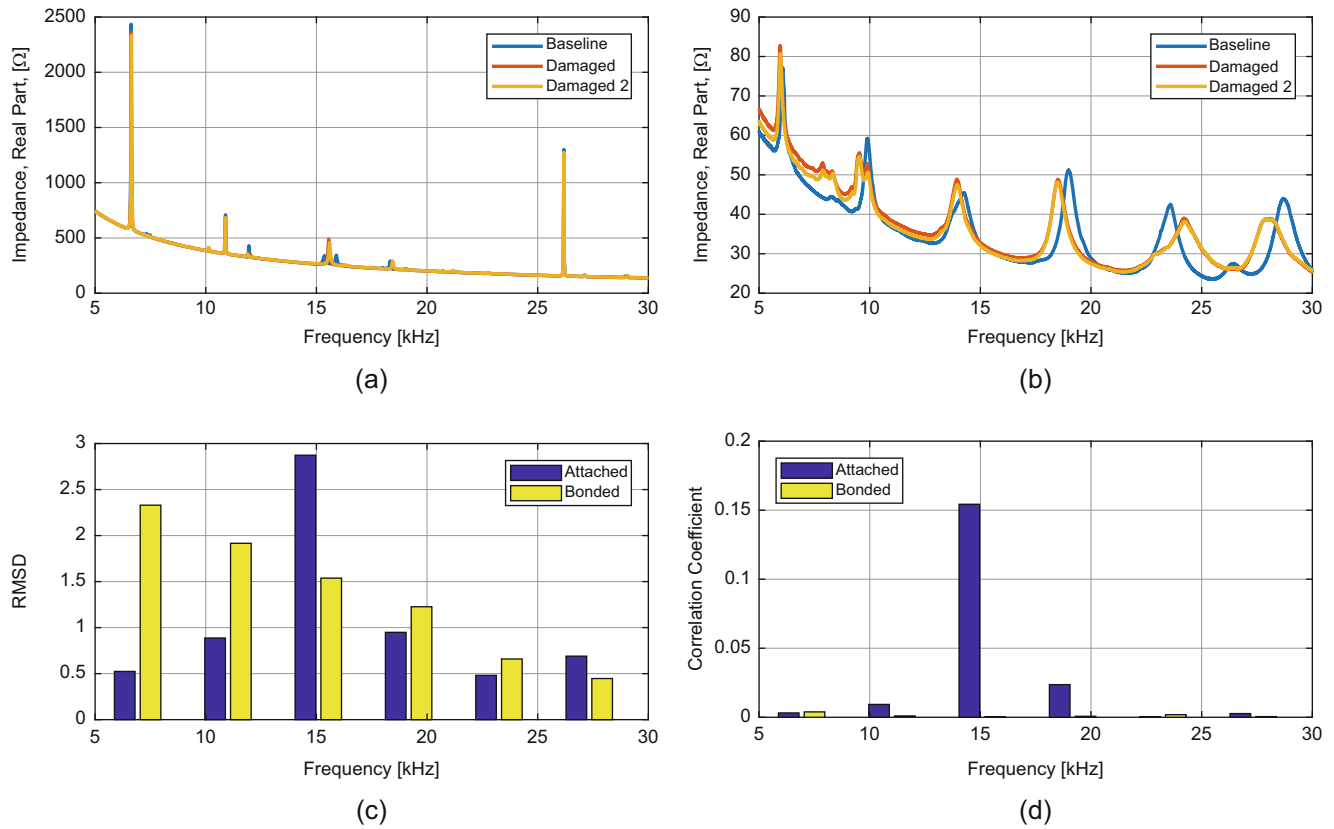 2500
2000
1500
1000
500
0
Impedance, Real Part, [Ω]
Baseline
Damaged
Damaged 2
5 10 15 20 25 30
Frequency [kHz]
(a)
90
80
70
60
50
40
30
20
Impedance, Real Part, [Ω]
Baseline
Damaged
Damaged 2
5 10 15 20 25 30
Frequency [kHz]
(b)
3
2.5
2
1.5
1
0.5
0
RMSD
Attached
Bonded
5 10 15 20 25 30
Frequency [kHz]
(c)
0.2
0.15
0.1
0.05
0
Correlation Coefficient
Attached
Bonded
5 10 15 20 25 30
Frequency [kHz]
(d)